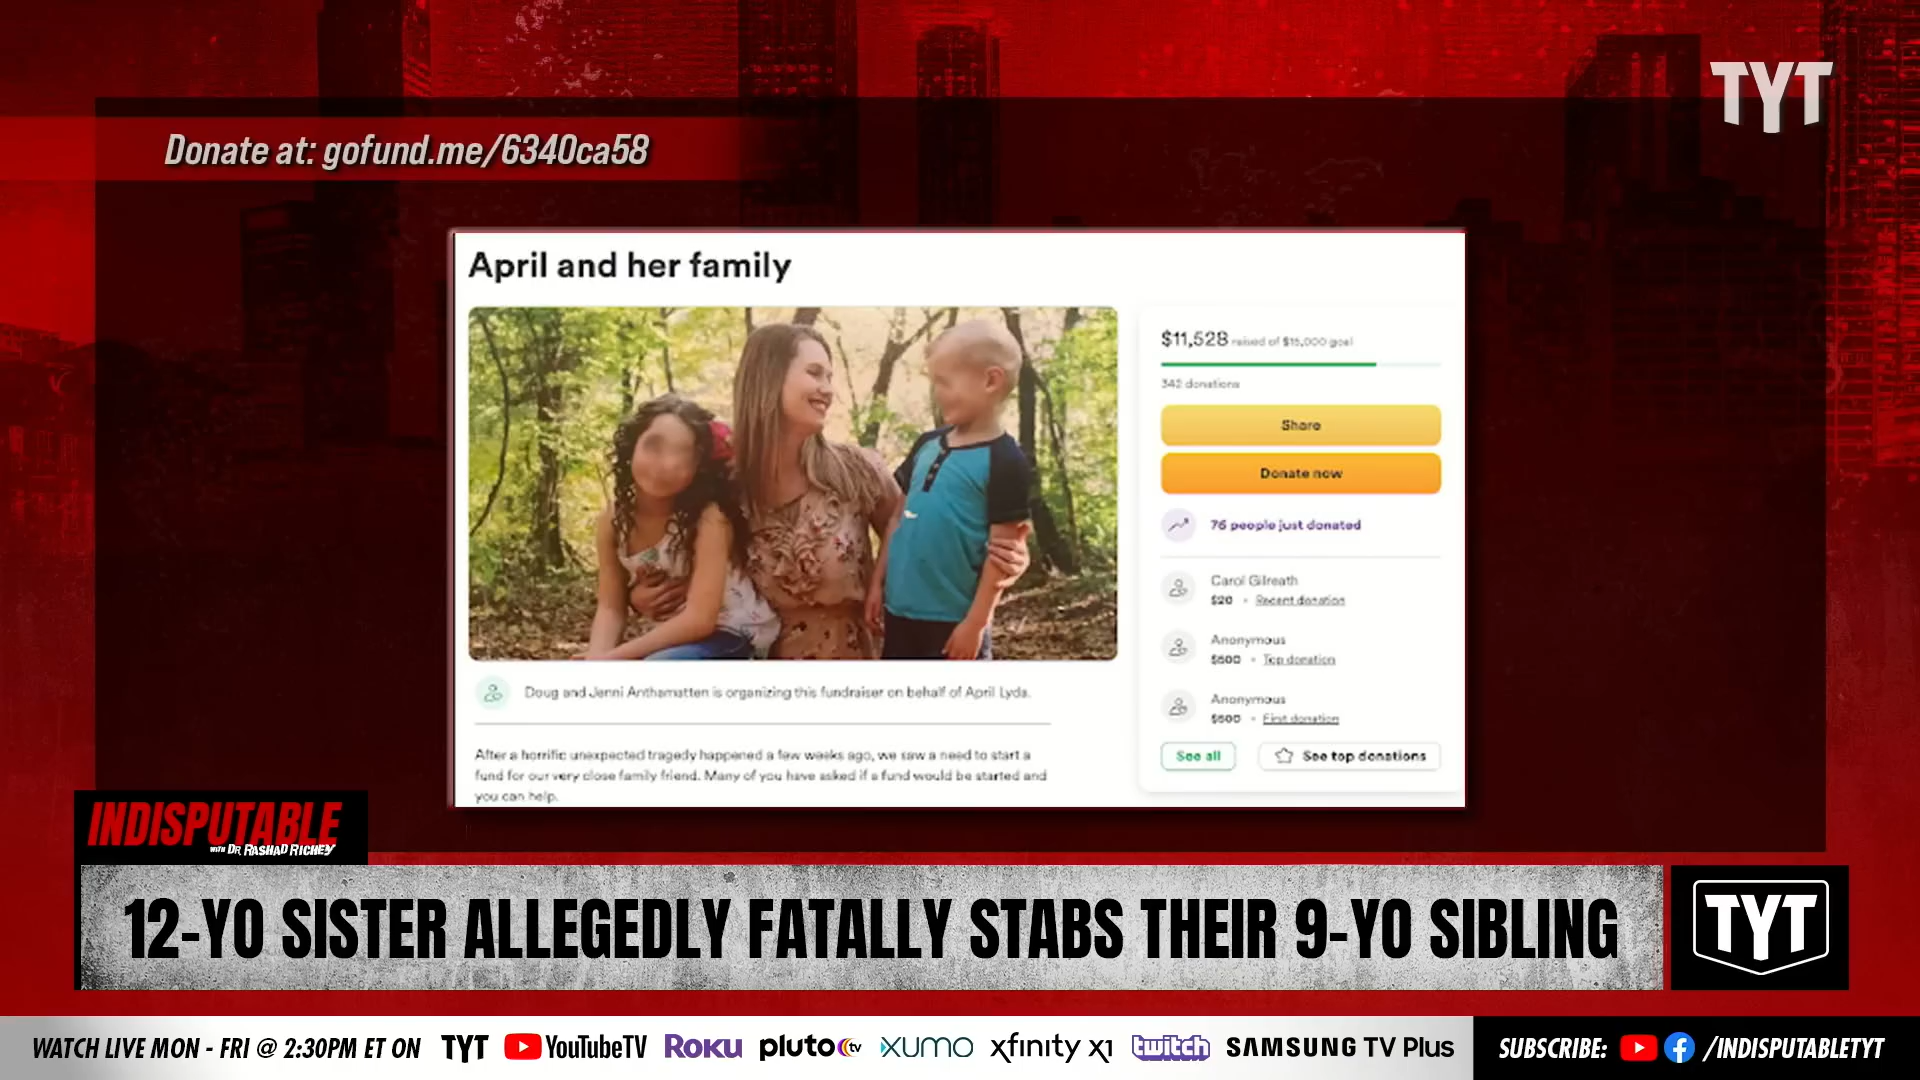 TYT
Donate at: gofund.me/6340ca58
April and her family
$11,528 raised of $15,000 goal
342 donations
Share
Donate now
76 people just donated
Carol Gilreath
$20 • Recent donation
Anonymous
$500 • Top donation
Anonymous
$500 • First donation
See all
See top donations
Doug and Jenni Anthamatten is organizing this fundraiser on behalf of April Lyda.
After a horrific unexpected tragedy happened a few weeks ago, we saw a need to start a
fund for our very close family friend. Many of you have asked if a fund would be started and
you can help.
INDISPUTABLE
WITH DR RASHAD RICHEY
12-YO SISTER ALLEGEDLY FATALLY STABS THEIR 9-YO SIBLING
TYT
WATCH LIVE MON - FRI @ 2:30PM ET ON TYT YouTubeTV ROKU pluto tv XUMO xfinity x1 twitch SAMSUNG TV Plus
SUBSCRIBE: /INDISPUTABLETYT